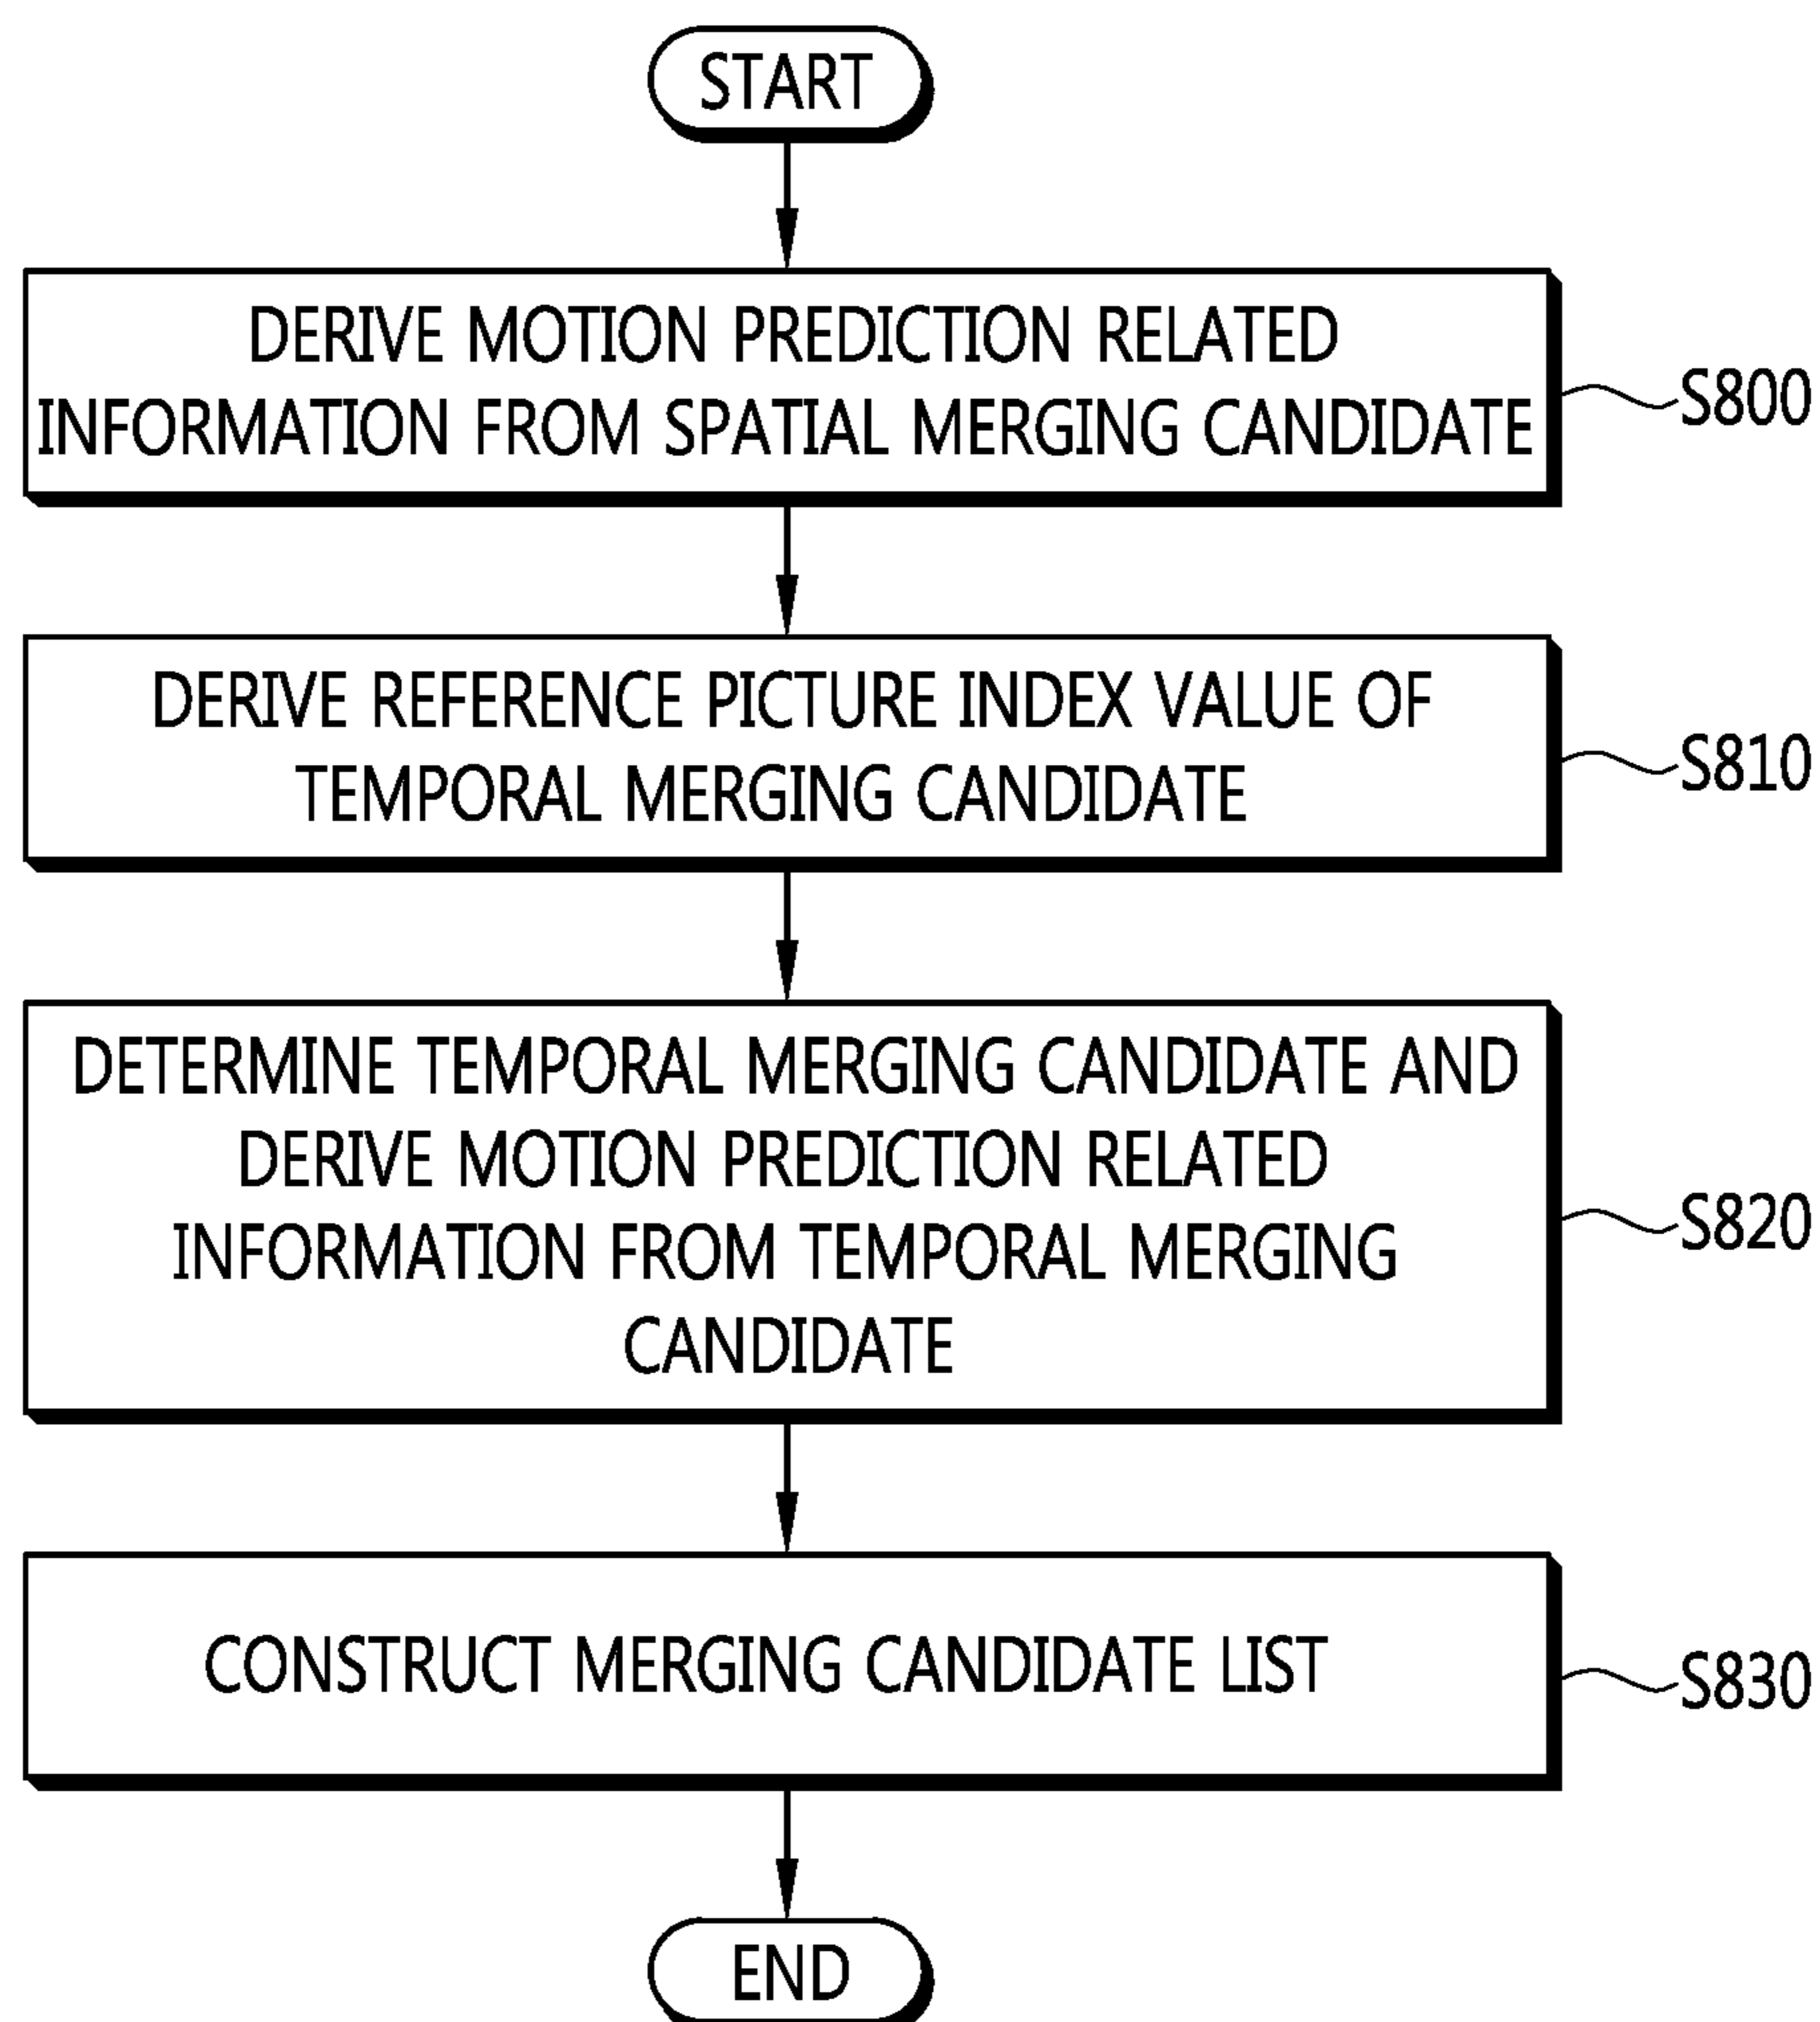 START
DERIVE MOTION PREDICTION RELATED
INFORMATION FROM SPATIAL MERGING CANDIDATE
S800
DERIVE REFERENCE PICTURE INDEX VALUE OF
TEMPORAL MERGING CANDIDATE
S810
DETERMINE TEMPORAL MERGING CANDIDATE AND
DERIVE MOTION PREDICTION RELATED
INFORMATION FROM TEMPORAL MERGING
CANDIDATE
S820
CONSTRUCT MERGING CANDIDATE LIST
S830
END